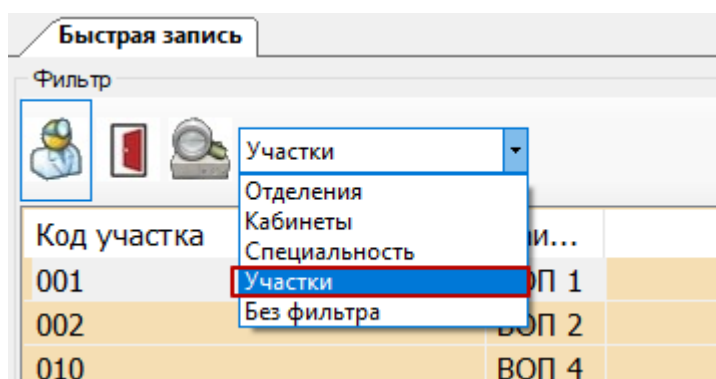 Быстрая запись
Фильтр
Участки
Отделения
Кабинеты
Специальность
Участки
Без фильтра
Код участка
001
ВОП 1
002
ВОП 2
010
ВОП 4